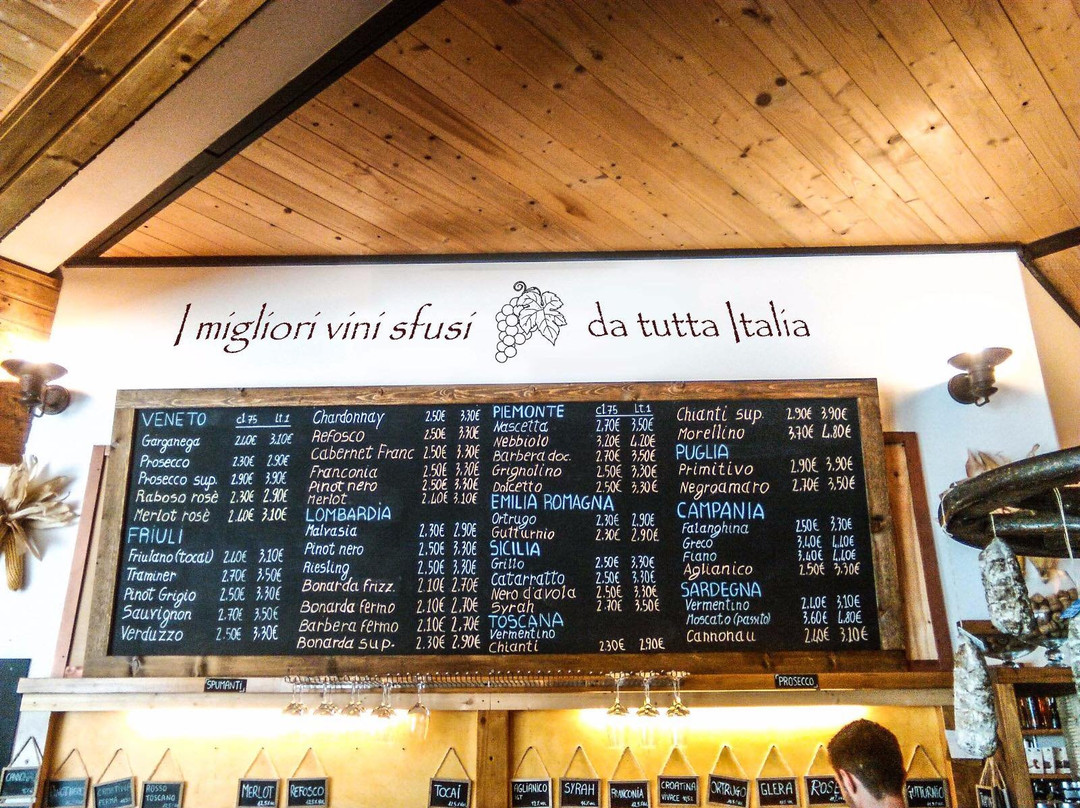 I migliori vini sfusi da tutta Italia
VENETO cl 75 Lt.1
Garganega 2.40€ 3.10€
Prosecco 2.30€ 2.90€
Prosecco sup. 2.90€ 3.90€
Raboso rosè 2.30€ 2.90€
Merlot rosè 2.40€ 3.10€
FRIULI
Friulano (tocai) 2.40€ 3.10€
Traminer 2.70€ 3.50€
Pinot Grigio 2.50€ 3.30€
Sauvignon 2.70€ 3.50€
Verduzzo 2.50€ 3.30€
Chardonnay 2.50€ 3.30€
Refosco 2.50€ 3.30€
Cabernet Franc 2.50€ 3.30€
Franconia 2.50€ 3.30€
Pinot nero 2.50€ 3.30€
Merlot 2.40€ 3.10€
LOMBARDIA
Malvasia 2.30€ 2.90€
Pinot nero 2.50€ 3.30€
Riesling 2.50€ 3.30€
Bonarda frizz. 2.10€ 2.70€
Bonarda fermo 2.10€ 2.70€
Barbera fermo 2.10€ 2.70€
Bonarda sup. 2.30€ 2.90€
PIEMONTE cl 75 Lt.1
Nascetta 2.70€ 3.50€
Nebbiolo 3.20€ 4.20€
Barbera doc. 2.70€ 3.50€
Grignolino 2.50€ 3.30€
Dolcetto 2.50€ 3.30€
EMILIA ROMAGNA
Ortrugo 2.30€ 2.90€
Gutturnio 2.30€ 2.90€
SICILIA
Grillo 2.50€ 3.30€
Catarratto 2.50€ 3.30€
Nero d'avola 2.50€ 3.30€
Syrah 2.70€ 3.50€
TOSCANA
Vermentino
Chianti 2.30€ 2.90€
Chianti sup. 2.90€ 3.90€
Morellino 3.70€ 4.80€
PUGLIA
Primitivo 2.90€ 3.90€
Negroamaro 2.70€ 3.50€
CAMPANIA
Falanghina 2.50€ 3.30€
Greco 3.40€ 4.40€
Fiano 3.40€ 4.40€
Aglianico 2.50€ 3.30€
SARDEGNA
Vermentino 2.40€ 3.10€
Moscato (passito) 3.60€ 4.80€
Cannonau 2.40€ 3.10€
SPUMANTI
PROSECCO
ROSSO
TOSCANO
MERLOT
REFOSCO
TOCAI
AGLIANICO
SYRAH
FRANCONIA
CROATINA
VIVACE
ORTRUGO
GLERA
ROSE
GUTTURNIO